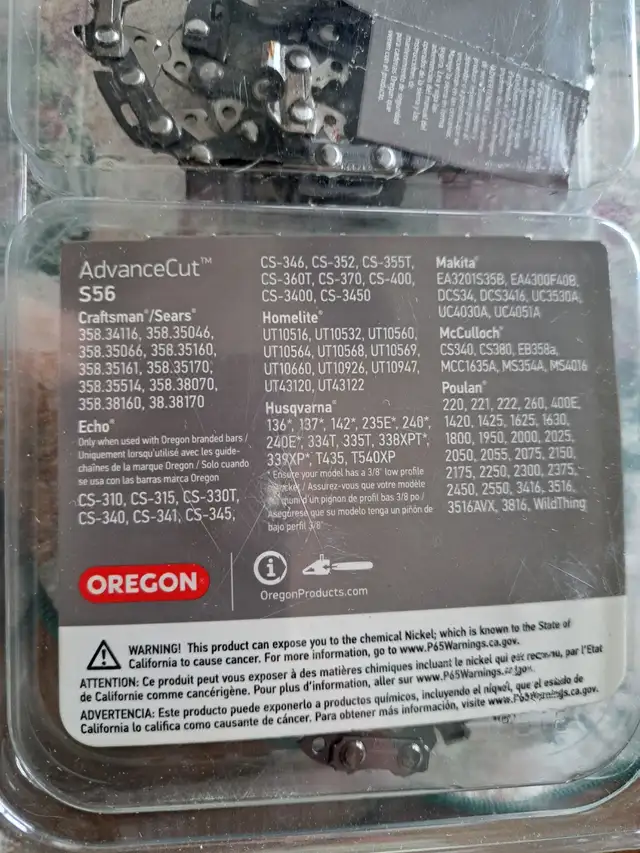 AdvanceCut™
S56
Craftsman®/Sears®
358.34116, 358.35046,
358.35066, 358.35160,
358.35161, 358.35170,
358.35514, 358.38070,
358.38160, 38.38170
Echo®
Only when used with Oregon branded bars /
Uniquement lorsqu'utilisé avec les guide-
chaînes de la marque Oregon / Solo cuando
se usa con las barras marca Oregon
CS-310, CS-315, CS-330T,
CS-340, CS-341, CS-345,
CS-346, CS-352, CS-355T,
CS-360T, CS-370, CS-400,
CS-3400, CS-3450
Homelite®
UT10516, UT10532, UT10560,
UT10564, UT10568, UT10569,
UT10660, UT10926, UT10947,
UT43120, UT43122
Husqvarna®
136*, 137*, 142*, 235E*, 240*,
240E*, 334T, 335T, 338XPT*,
339XP*, T435, T540XP
* Ensure your model has a 3/8" low profile
/ Assurez-vous que votre modèle
d'un pignon de profil bas 3/8 po /
Asegúrese que su modelo tenga un piñón de
bajo perfil 3/8"
Makita®
EA3201S35B, EA4300F40B,
DCS34, DCS3416, UC3530A,
UC4030A, UC4051A
McCulloch®
CS340, CS380, EB358a,
MCC1635A, MS354A, MS4016
Poulan®
220, 221, 222, 260, 400E,
1420, 1425, 1625, 1630,
1800, 1950, 2000, 2025,
2050, 2055, 2075, 2150,
2175, 2250, 2300, 2375,
2450, 2550, 3416, 3516,
3516AVX, 3816, WildThing
OREGON
OregonProducts.com
WARNING! This product can expose you to the chemical Nickel; which is known to the State of
California to cause cancer. For more information, go to www.P65Warnings.ca.gov.
ATTENTION: Ce produit peut vous exposer à des matières chimiques incluant le nickel qui est reconnu, par l'Etat
de Californie comme cancérigène. Pour plus d'information, aller sur www.P65Warnings.ca.gov.
ADVERTENCIA: Este producto puede exponerlo a productos químicos, incluyendo el níquel, que el estado de
California lo califica como causante de cáncer. Para obtener más información, visite www.P65Warnings.ca.gov.